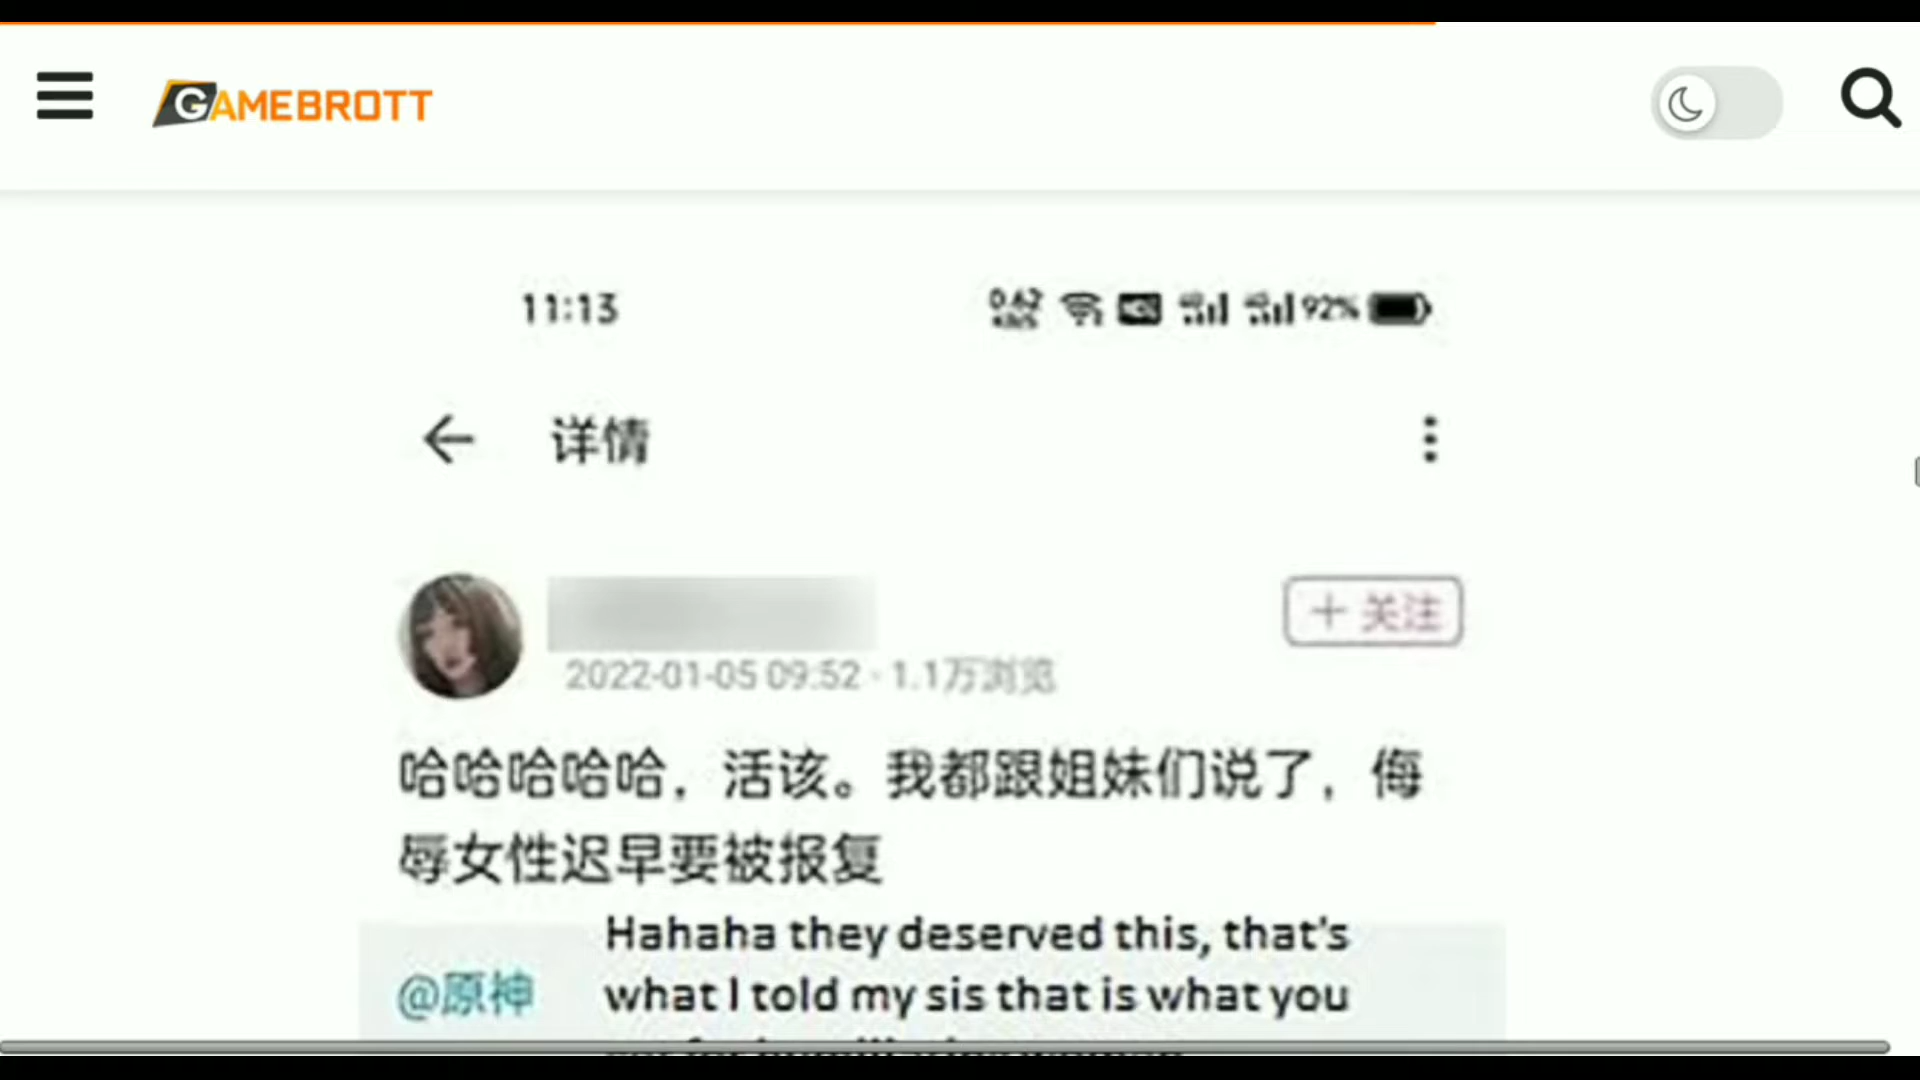 GAMEBROTT
11:13
92%
详情
+ 关注
2022-01-05 09:52 · 1.1万浏览
哈哈哈哈哈，活该。我都跟姐妹们说了，侮
辱女性迟早要被报复
Hahaha they deserved this, that's
@原神 what I told my sis that is what you